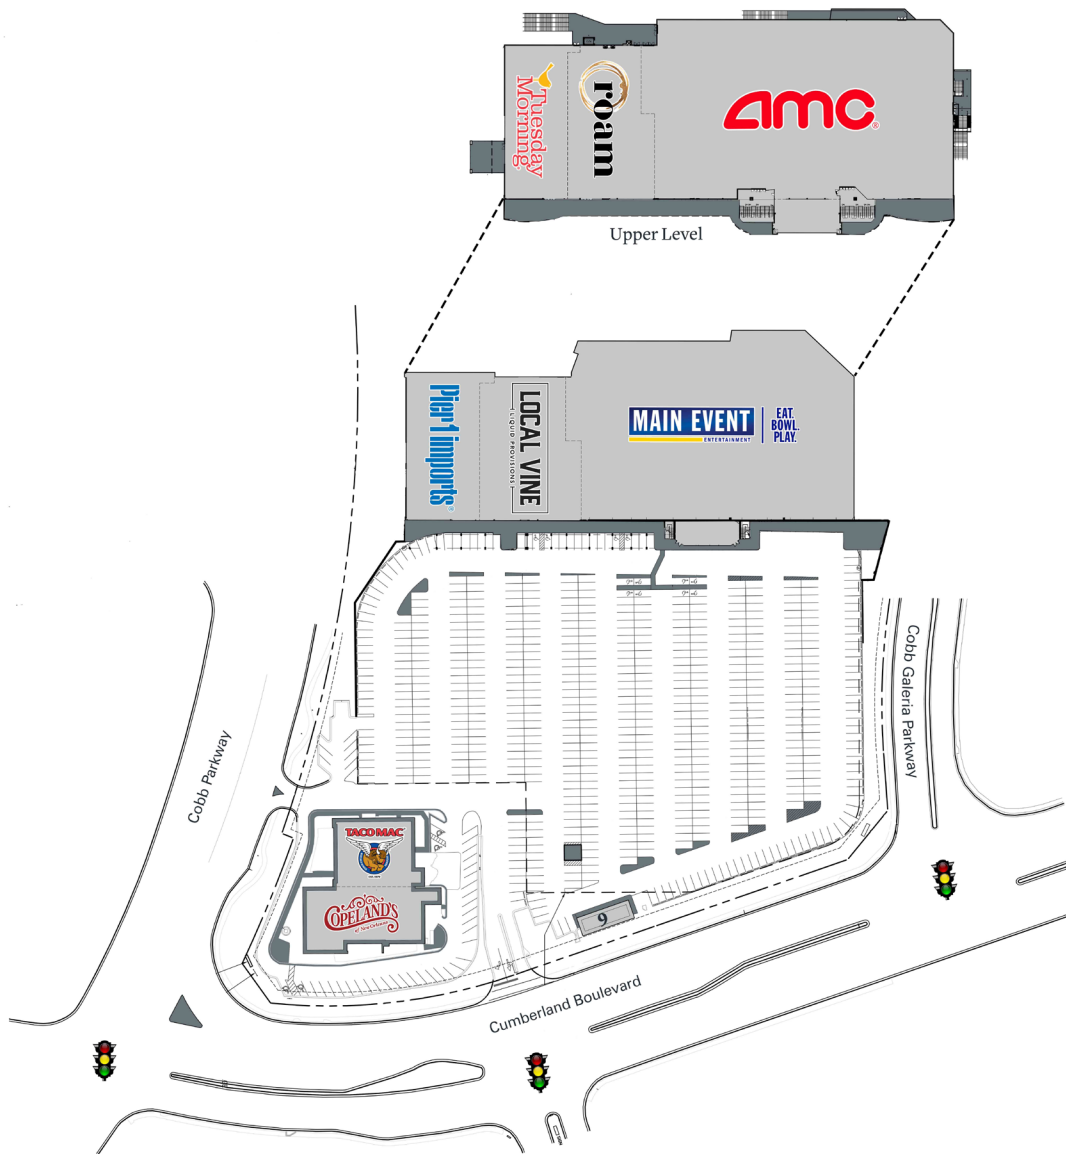 Tuesday
Morning®
roam
amc®
Upper Level
Pier 1 imports®
LOCAL VINE
LIQUID PROVISIONS
MAIN EVENT
ENTERTAINMENT
EAT.
BOWL.
PLAY.
Cobb Parkway
Cobb Galeria Parkway
TACO MAC
COPELAND'S
of New Orleans
9
Cumberland Boulevard